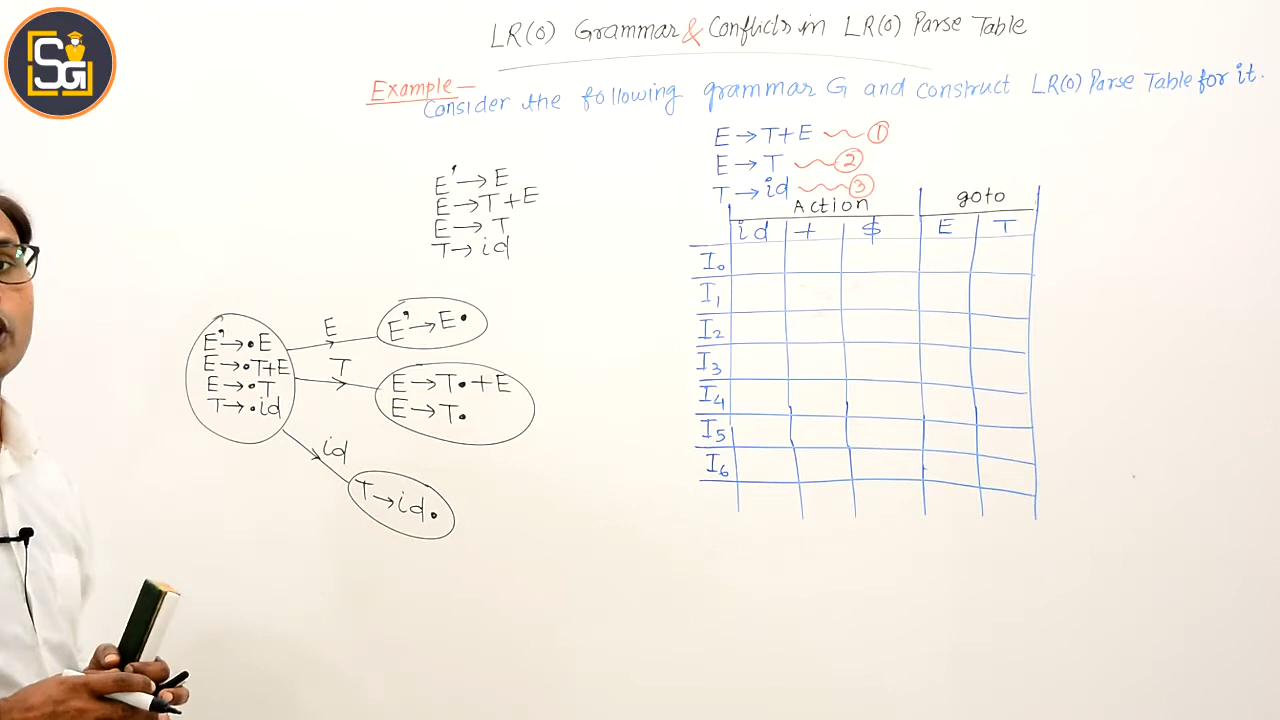 SG
LR(0) Grammar & Conflicts in LR(0) Parse Table
Example—
Consider the following grammar G and construct LR(0) Parse Table for it.
E → T+E ①
E → T ②
T → id ③
E' → E
E → T+E
E → T
T → id
Action goto
id + $ E T
I₀
I₁
I₂
I₃
I₄
I₅
I₆
E' → •E
E → •T+E
E → •T
T → •id
E
E' → E•
T
E → T•+E
E → T•
id
T → id•